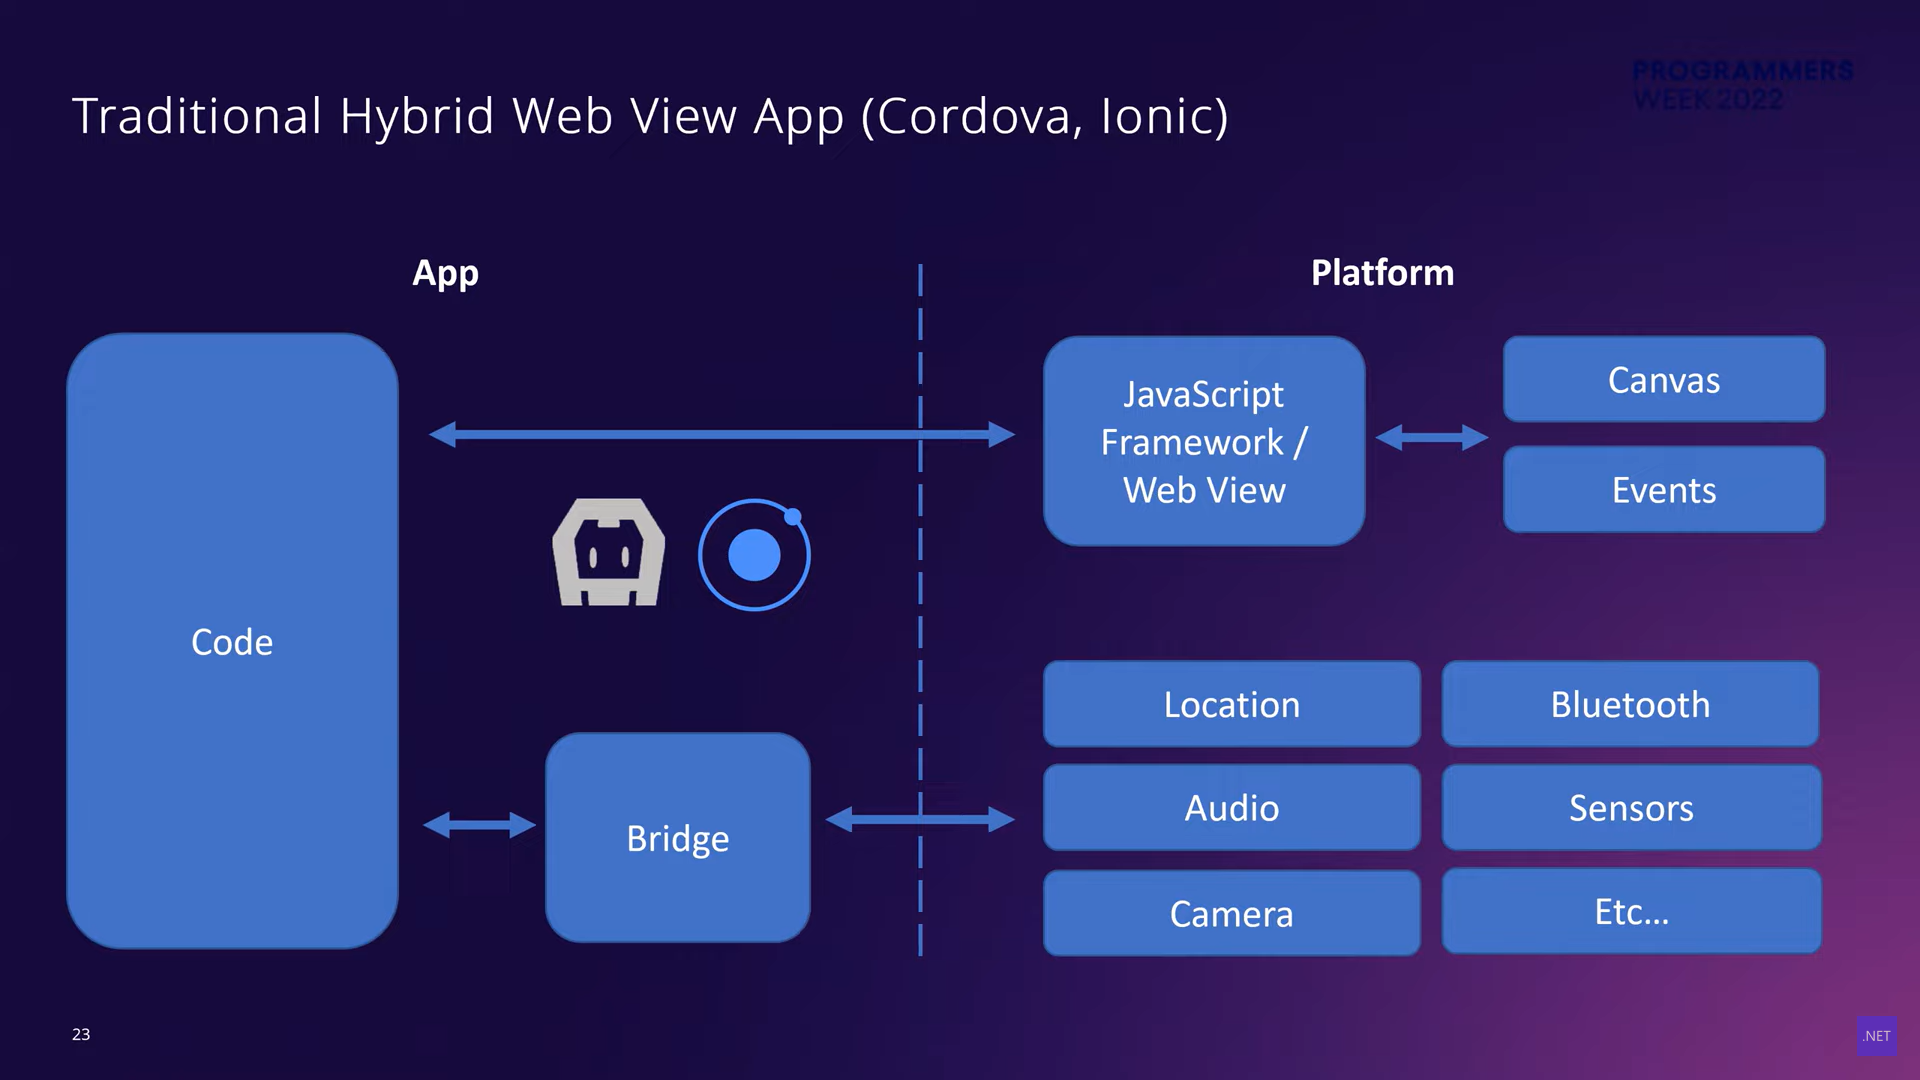 PROGRAMMERS
WEEK 2022
Traditional Hybrid Web View App (Cordova, Ionic)
App
Platform
Code
JavaScript
Framework /
Web View
Canvas
Events
Bridge
Location
Bluetooth
Audio
Sensors
Camera
Etc...
23
.NET